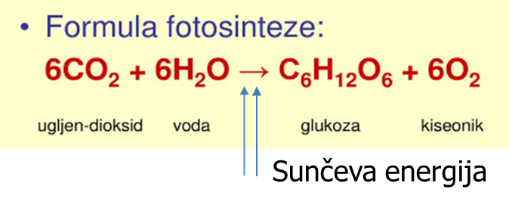 • Formula fotosinteze:
6CO₂ + 6H₂O → C₆H₁₂O₆ + 6O₂
ugljen-dioksid voda glukoza kiseonik
Sunčeva energija